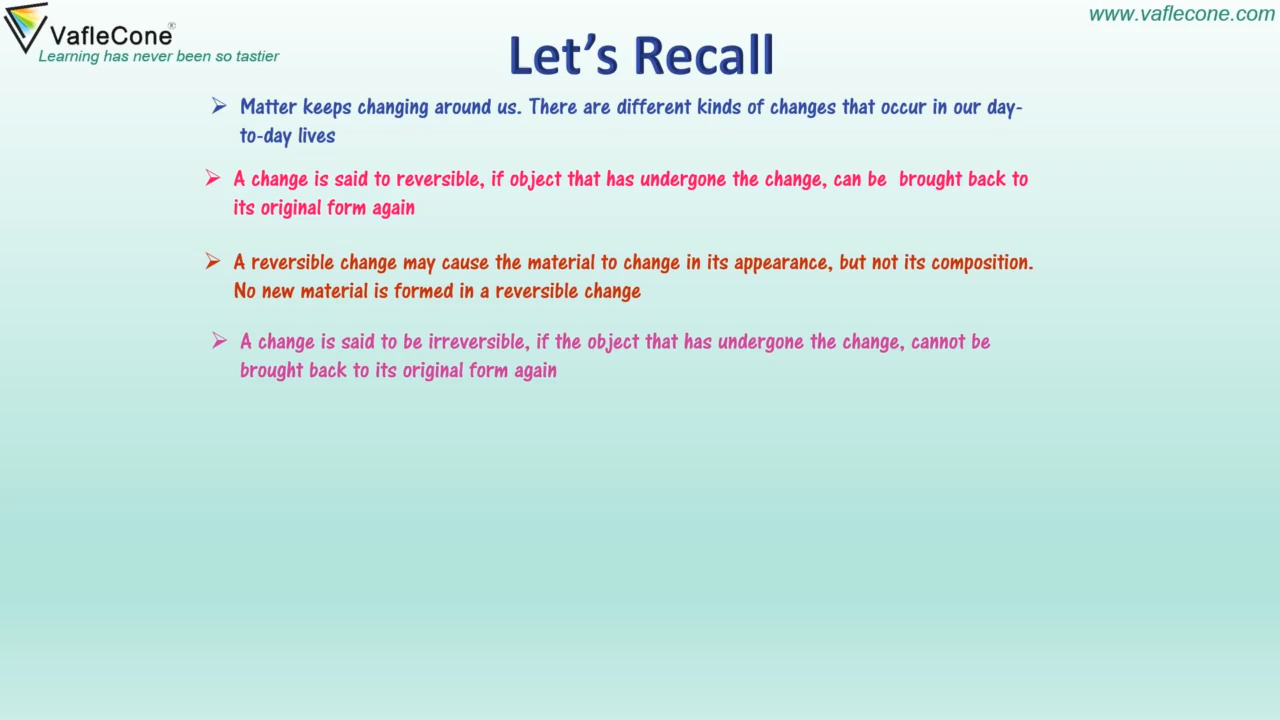 VafleCone®
Learning has never been so tastier
www.vaflecone.com
Let's Recall
➢ Matter keeps changing around us. There are different kinds of changes that occur in our day-
to-day lives
➢ A change is said to reversible, if object that has undergone the change, can be  brought back to
its original form again
➢ A reversible change may cause the material to change in its appearance, but not its composition.
No new material is formed in a reversible change
➢ A change is said to be irreversible, if the object that has undergone the change, cannot be
brought back to its original form again